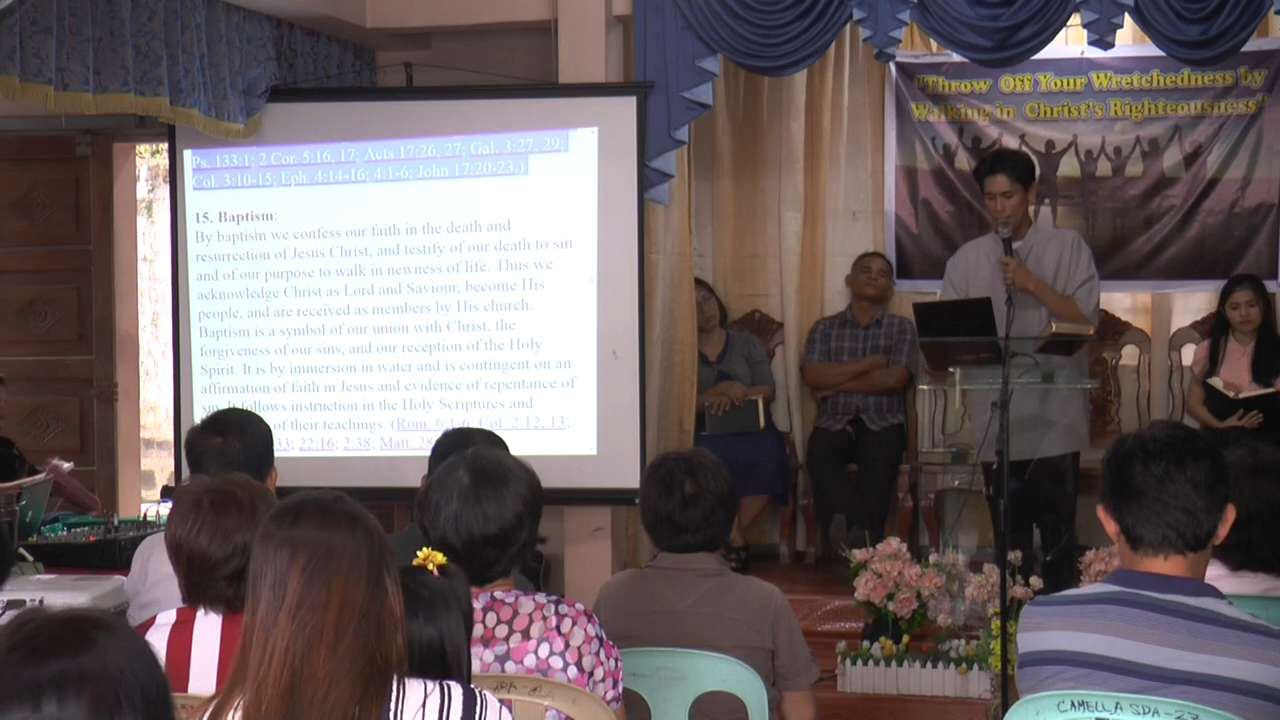 Ps. 133:1; 2 Cor. 5:16, 17; Acts 17:26, 27; Gal. 3:27, 29;
Col. 3:10-15; Eph. 4:14-16; 4:1-6; John 17:20-23.)
15. Baptism:
By baptism we confess our faith in the death and
resurrection of Jesus Christ, and testify of our death to sin
and of our purpose to walk in newness of life. Thus we
acknowledge Christ as Lord and Saviour, become His
people, and are received as members by His church.
Baptism is a symbol of our union with Christ, the
forgiveness of our sins, and our reception of the Holy
Spirit. It is by immersion in water and is contingent on an
affirmation of faith in Jesus and evidence of repentance of
sin. It follows instruction in the Holy Scriptures and
of their teachings. (Rom. 6:1-6; Col. 2:12, 13;
33; 22:16; 2:38; Matt. 28
"Throw Off Your Wretchedness by
Walking in Christ's Righteousness"
CAMELLA SDA-23